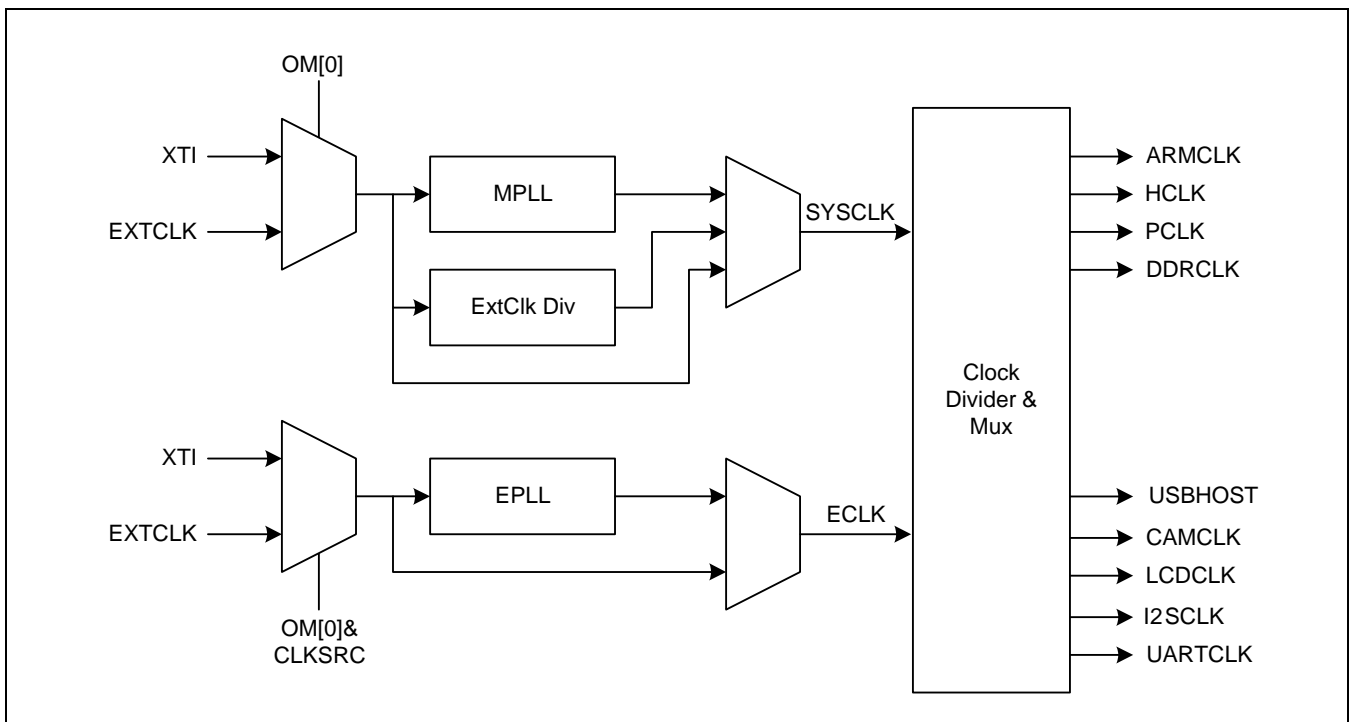 OM[0]
XTI
EXTCLK
MPLL
ExtClk Div
SYSCLK
XTI
EXTCLK
OM[0]&
CLKSRC
EPLL
ECLK
Clock
Divider &
Mux
ARMCLK
HCLK
PCLK
DDRCLK
USBHOST
CAMCLK
LCDCLK
I2SCLK
UARTCLK